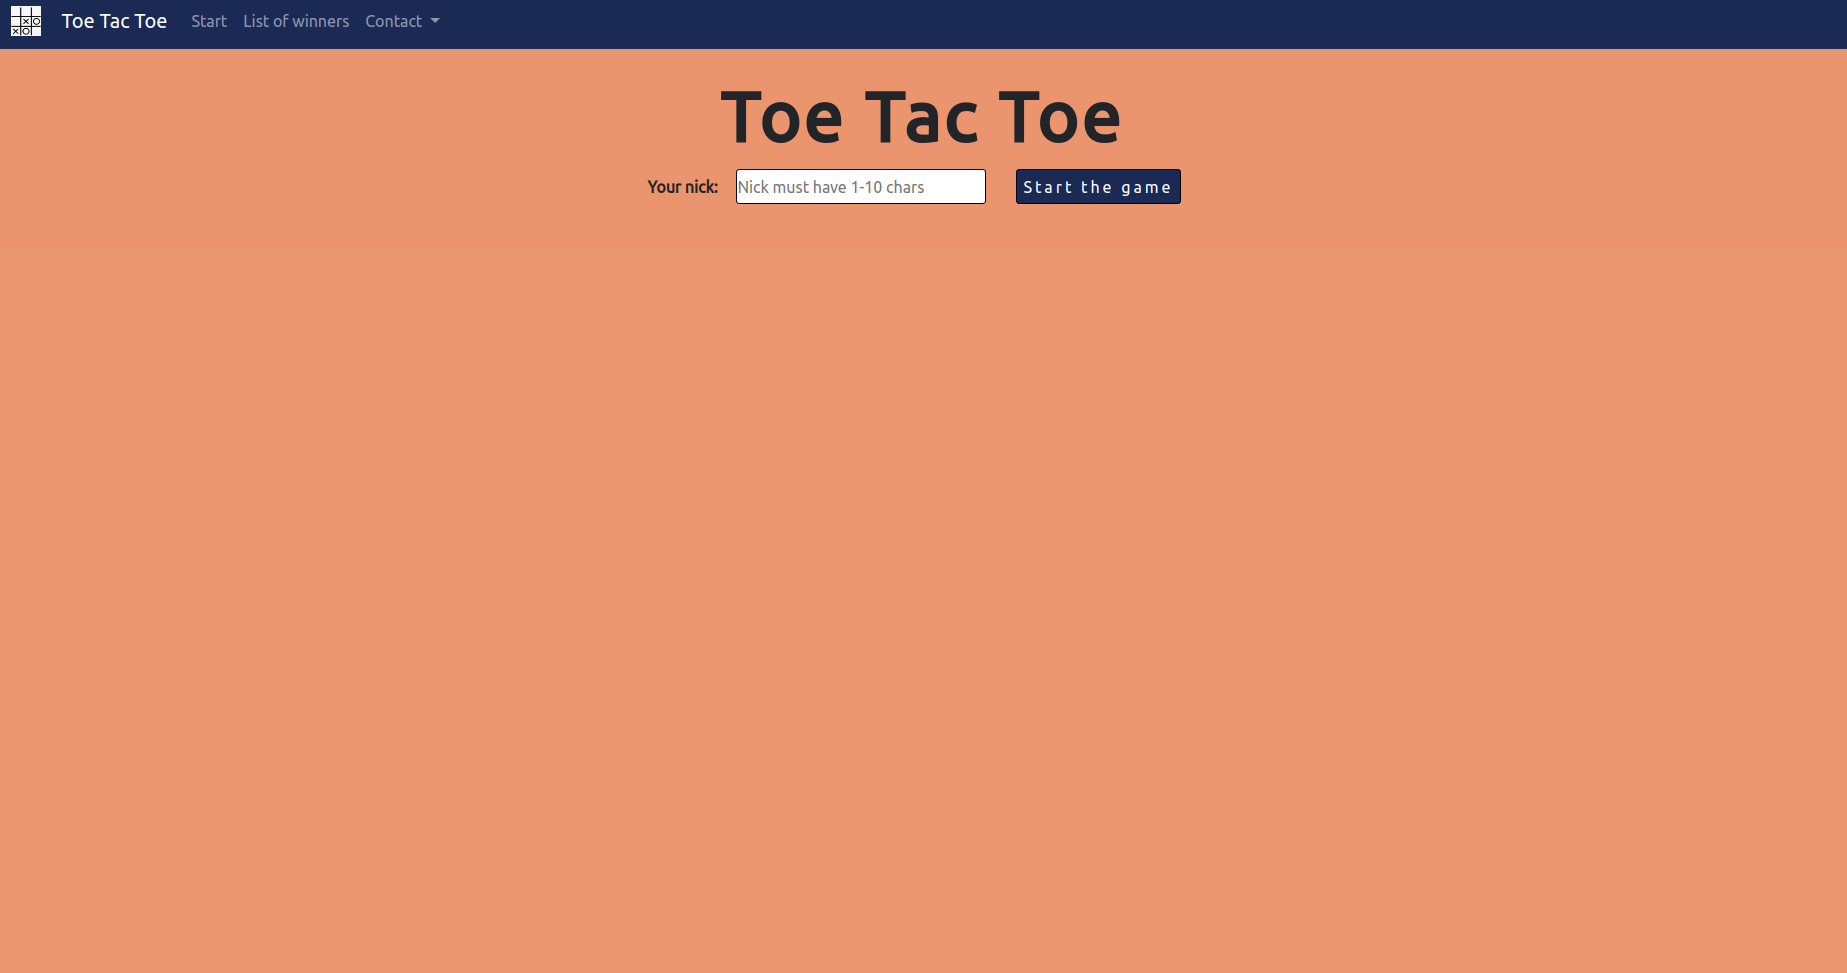 Toe Tac Toe Start List of winners Contact
Toe Tac Toe
Your nick: Nick must have 1-10 chars Start the game